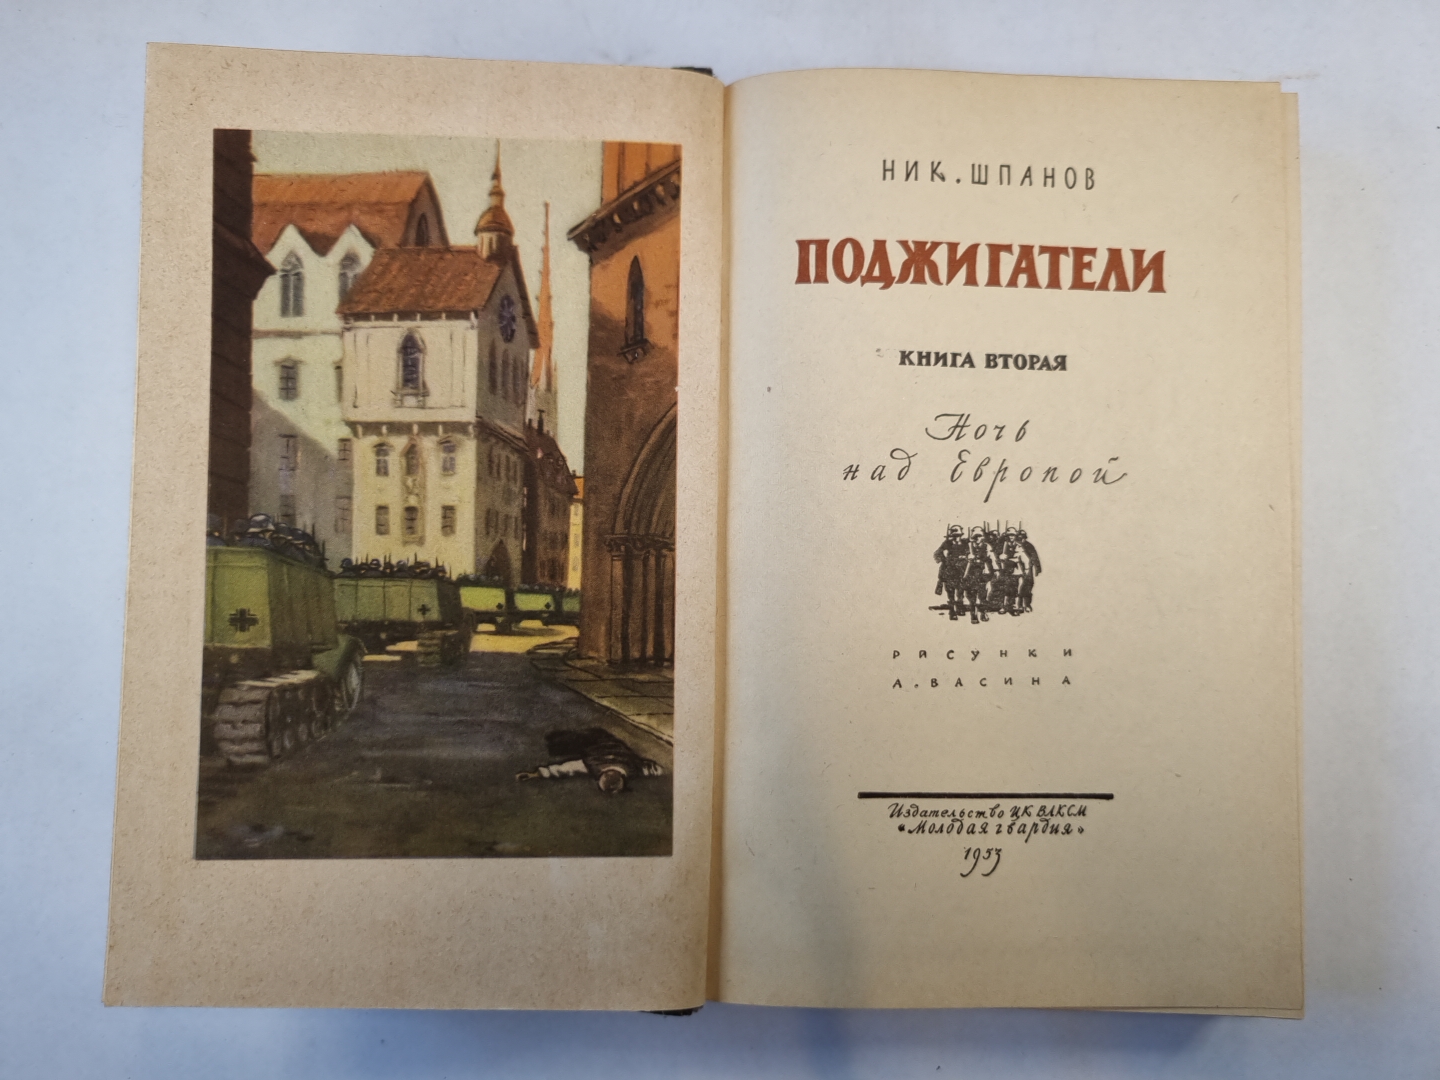 НИК. ШПАНОВ
ПОДЖИГАТЕЛИ
КНИГА ВТОРАЯ
Ночь
над Европой
РИСУНКИ
А. ВАСИНА
Издательство ЦК ВЛКСМ
«Молодая гвардия»
1953